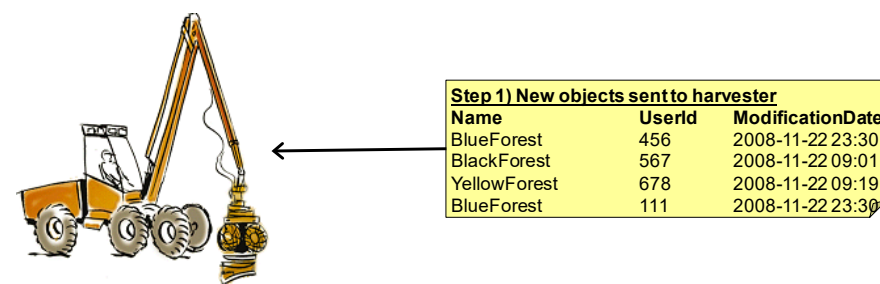 Step 1) New objects sent to harvester
Name UserId ModificationDate
BlueForest 456 2008-11-22 23:30
BlackForest 567 2008-11-22 09:01
YellowForest 678 2008-11-22 09:19
BlueForest 111 2008-11-22 23:30